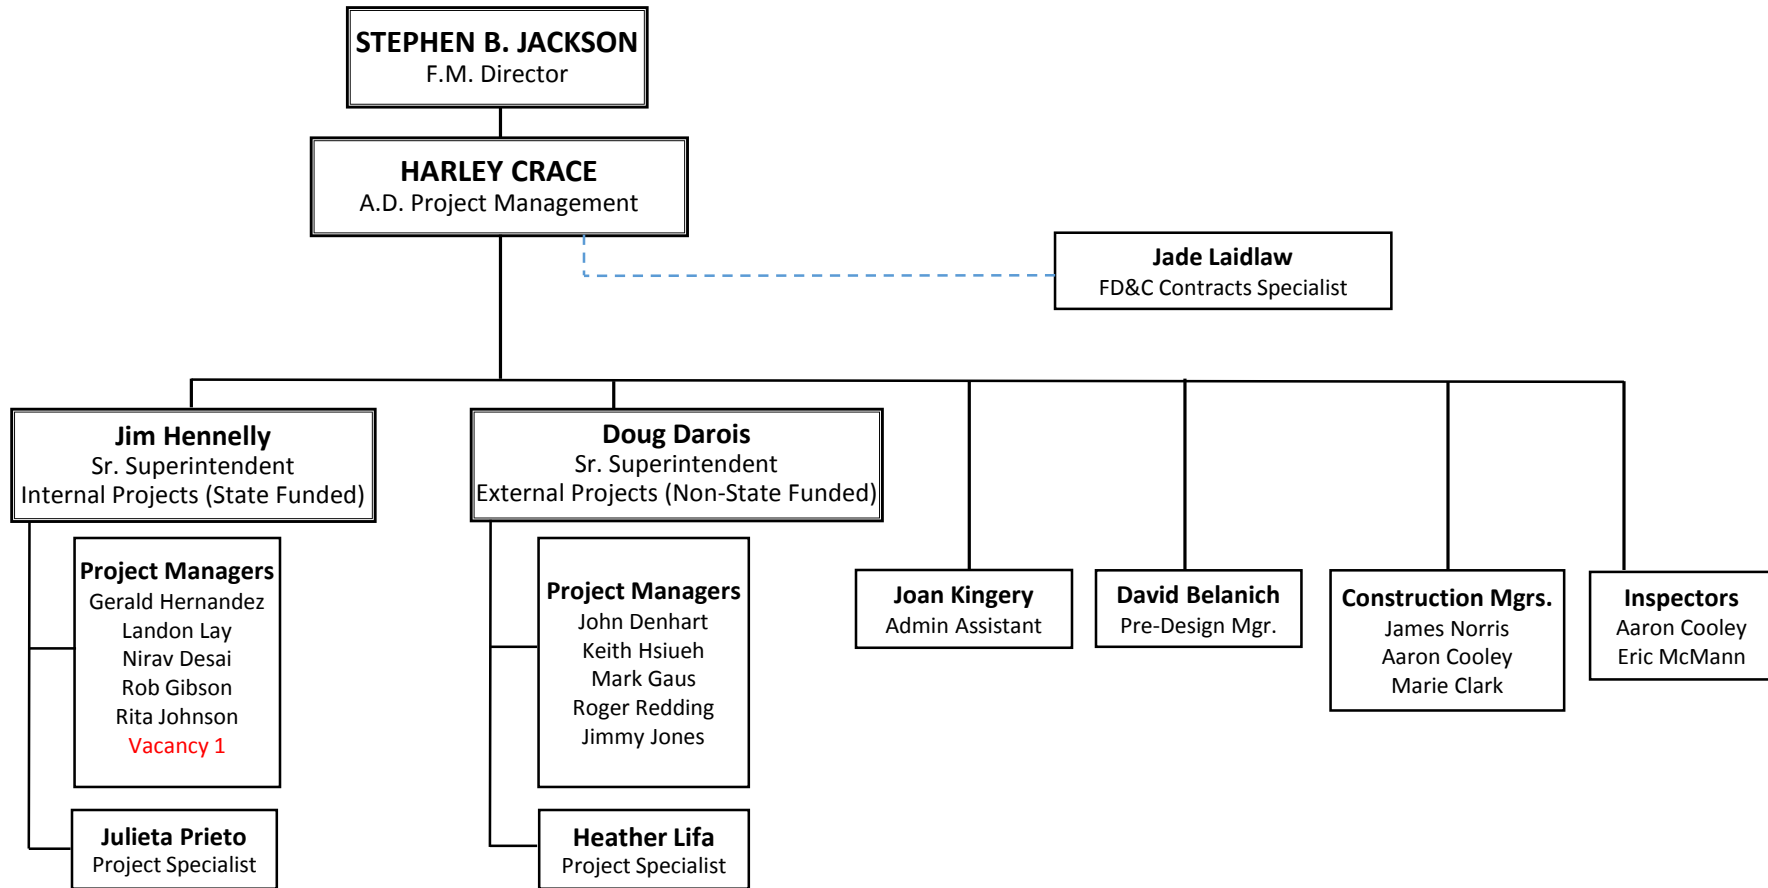 STEPHEN B. JACKSON
F.M. Director
HARLEY CRACE
A.D. Project Management
Jade Laidlaw
FD&C Contracts Specialist
Jim Hennelly
Sr. Superintendent
Internal Projects (State Funded)
Doug Darois
Sr. Superintendent
External Projects (Non-State Funded)
Project Managers
Gerald Hernandez
Landon Lay
Nirav Desai
Rob Gibson
Rita Johnson
Vacancy 1
Julieta Prieto
Project Specialist
Project Managers
John Denhart
Keith Hsiueh
Mark Gaus
Roger Redding
Jimmy Jones
Heather Lifa
Project Specialist
Joan Kingery
Admin Assistant
David Belanich
Pre-Design Mgr.
Construction Mgrs.
James Norris
Aaron Cooley
Marie Clark
Inspectors
Aaron Cooley
Eric McMann